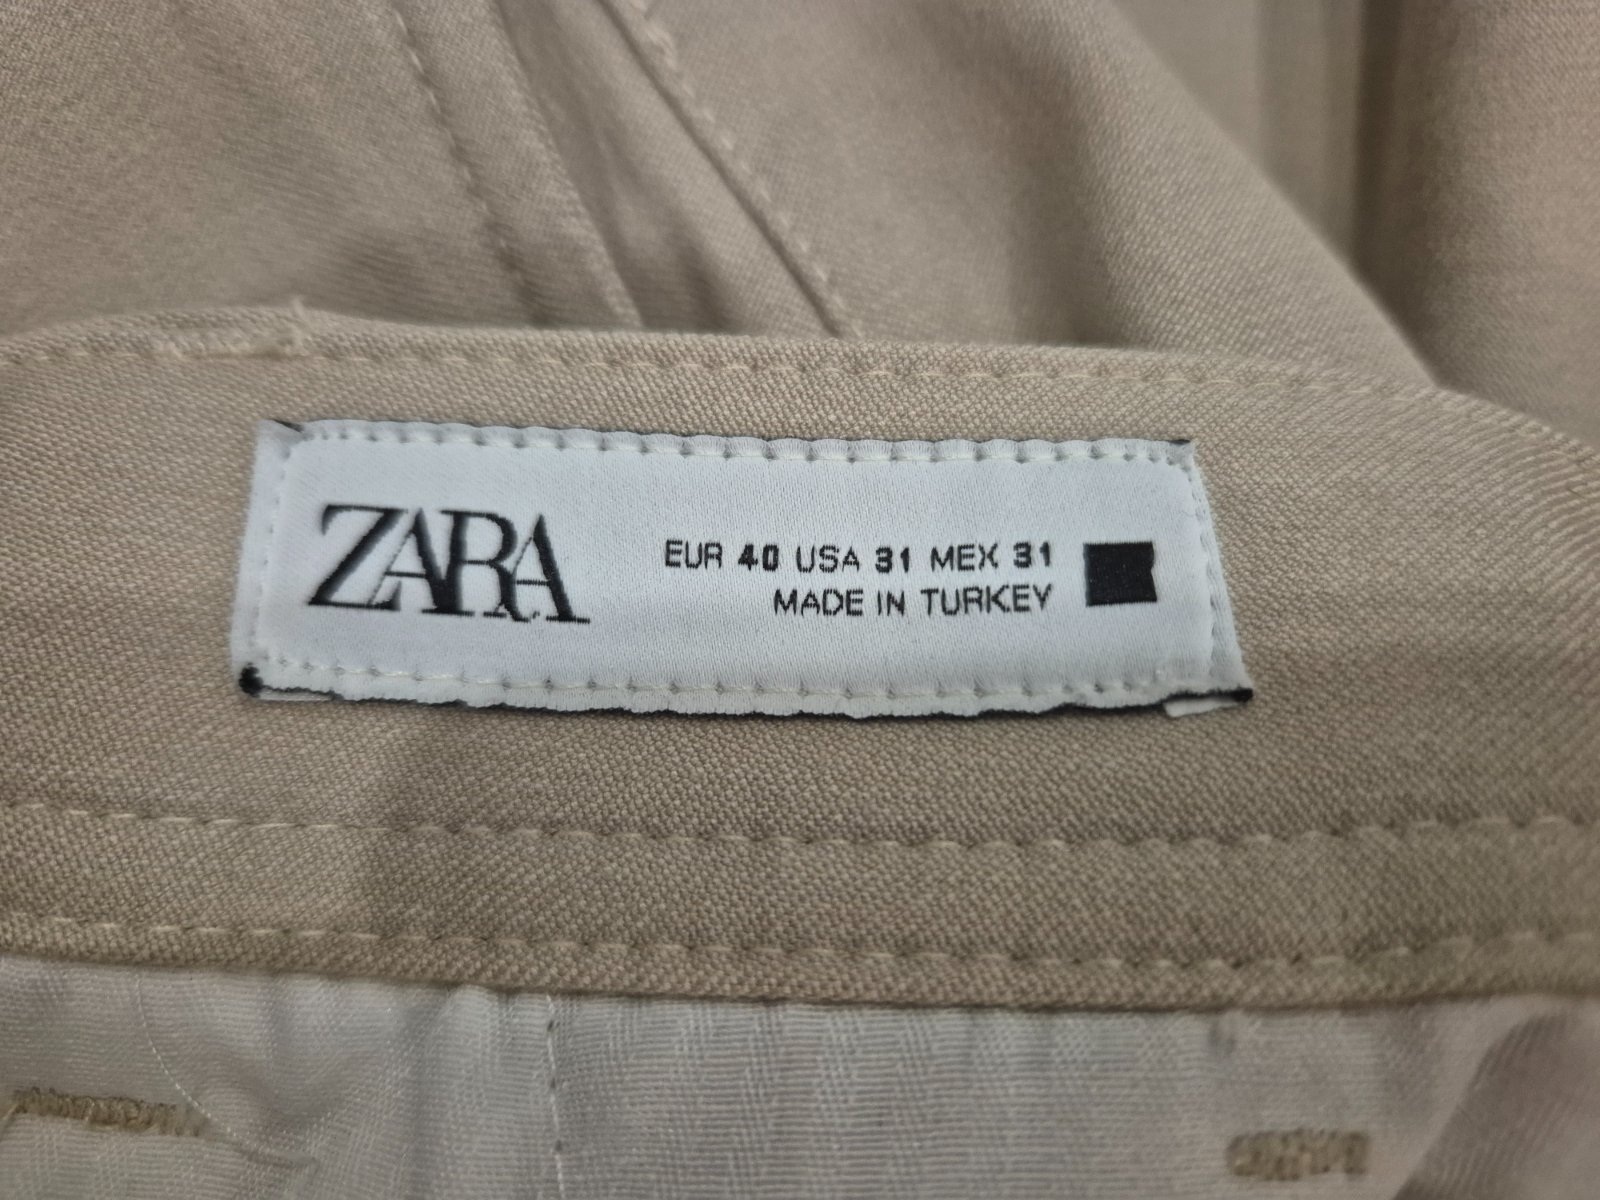 ZARA
EUR 40 USA 31 MEX 31
MADE IN TURKEY